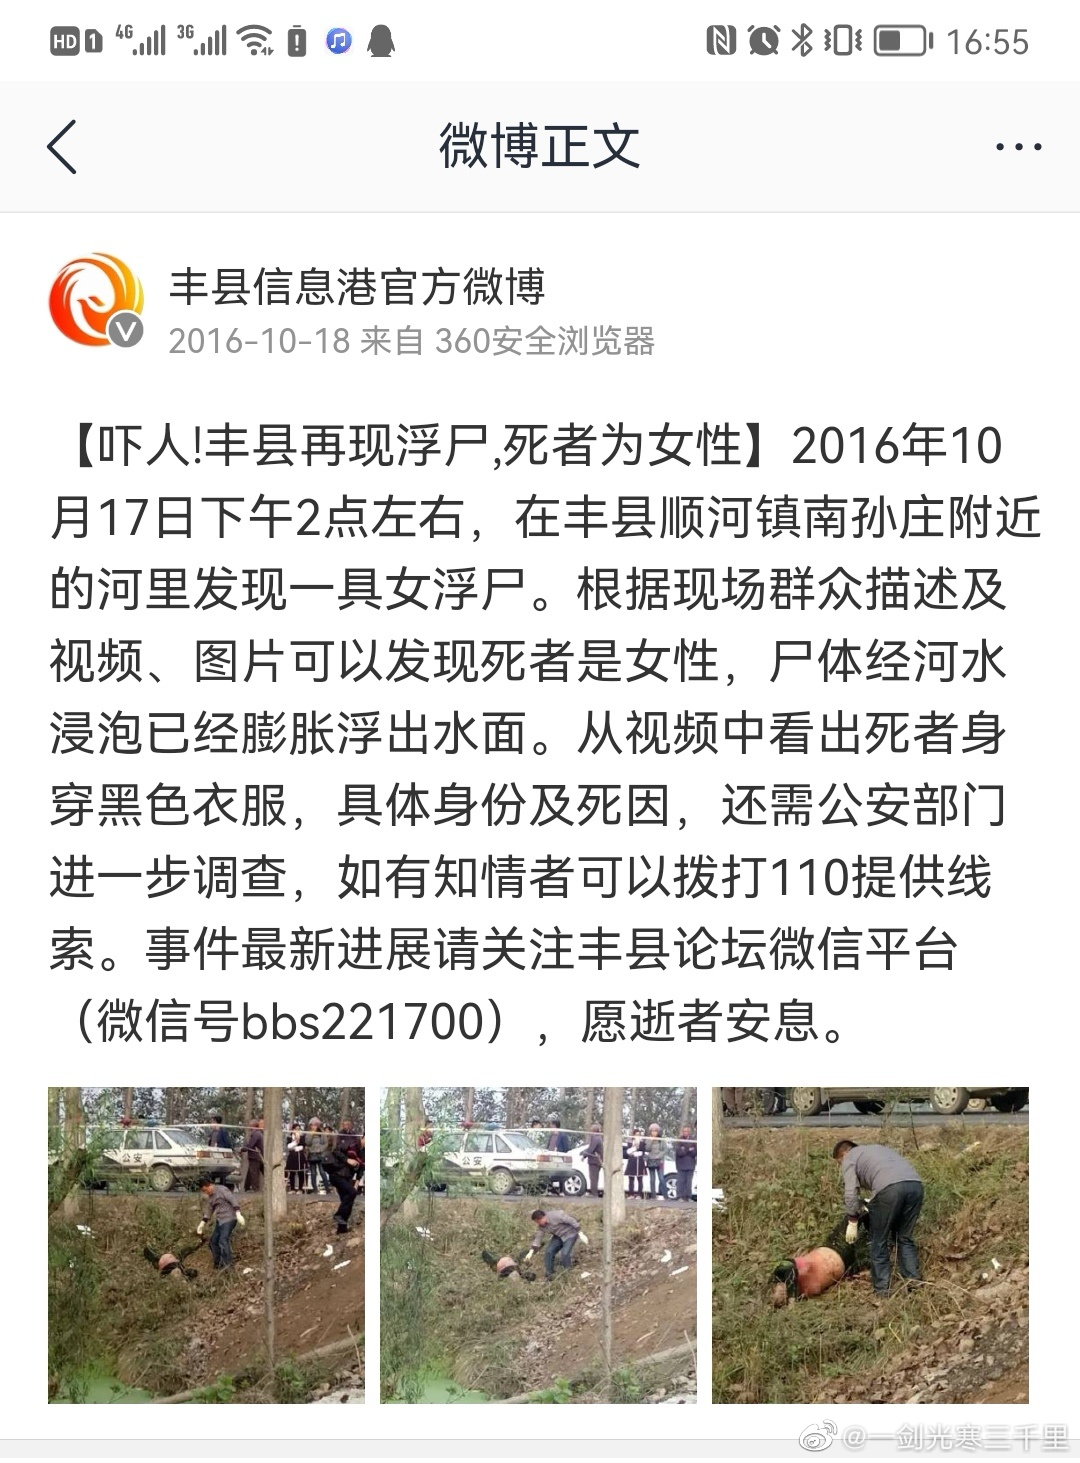 HD 1 4G 3G 16:55
微博正文
丰县信息港官方微博
2016-10-18 来自 360安全浏览器
【吓人!丰县再现浮尸,死者为女性】2016年10
月17日下午2点左右，在丰县顺河镇南孙庄附近
的河里发现一具女浮尸。根据现场群众描述及
视频、图片可以发现死者是女性，尸体经河水
浸泡已经膨胀浮出水面。从视频中看出死者身
穿黑色衣服，具体身份及死因，还需公安部门
进一步调查，如有知情者可以拨打110提供线
索。事件最新进展请关注丰县论坛微信平台
（微信号bbs221700），愿逝者安息。
公安
公安
@一剑光寒三千里